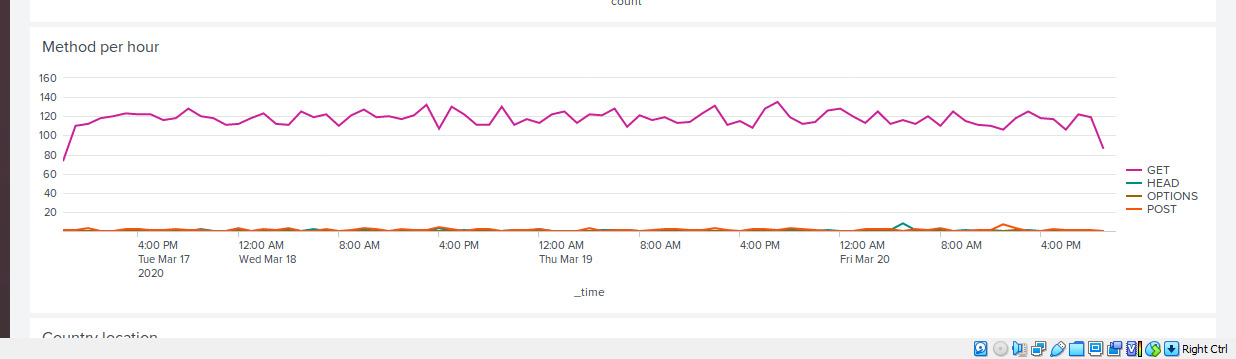 count
Method per hour
160
140
120
100
80
60
40
20
GET
HEAD
OPTIONS
POST
4:00 PM 12:00 AM 8:00 AM 4:00 PM 12:00 AM 8:00 AM 4:00 PM 12:00 AM 8:00 AM 4:00 PM
Tue Mar 17 Wed Mar 18 Thu Mar 19 Fri Mar 20
2020
_time
Country location
Right Ctrl